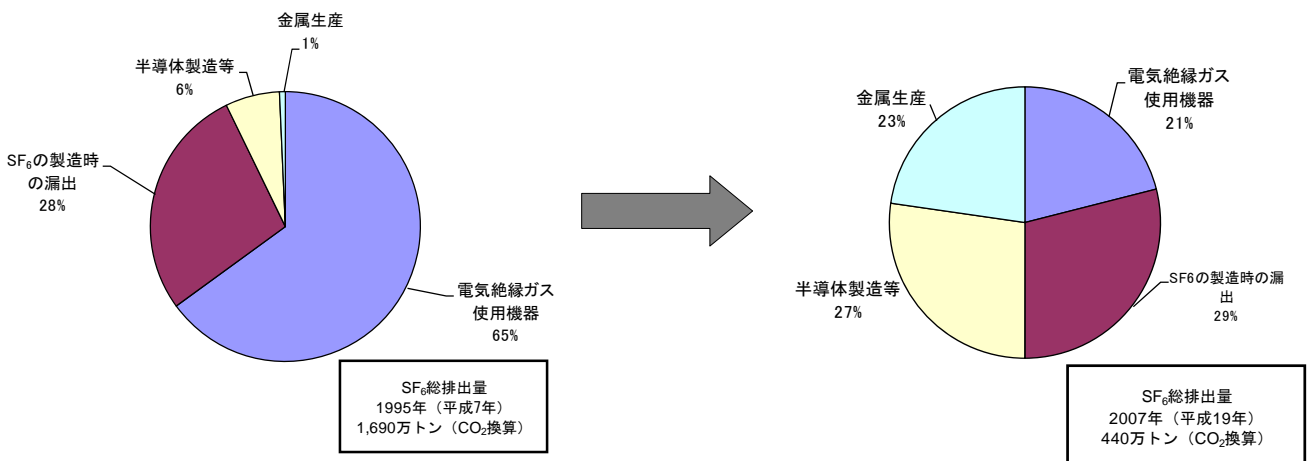 金属生産
1%
半導体製造等
6%
SF₆の製造時
の漏出
28%
電気絶縁ガス
使用機器
65%
SF₆総排出量
1995年（平成7年）
1,690万トン（CO₂換算）
電気絶縁ガス
使用機器
21%
金属生産
23%
半導体製造等
27%
SF6の製造時の漏
出
29%
SF₆総排出量
2007年（平成19年）
440万トン（CO₂換算）